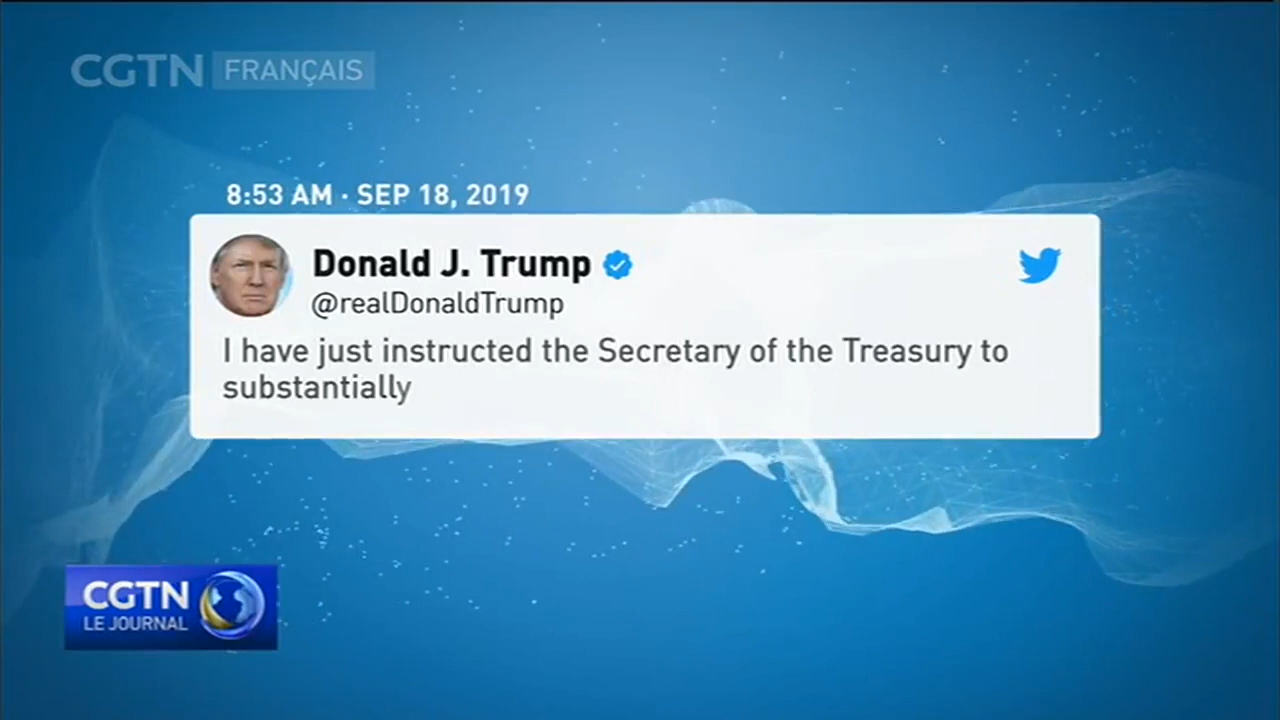 CGTN FRANÇAIS
8:53 AM · SEP 18, 2019
Donald J. Trump
@realDonaldTrump
I have just instructed the Secretary of the Treasury to
substantially
CGTN
LE JOURNAL